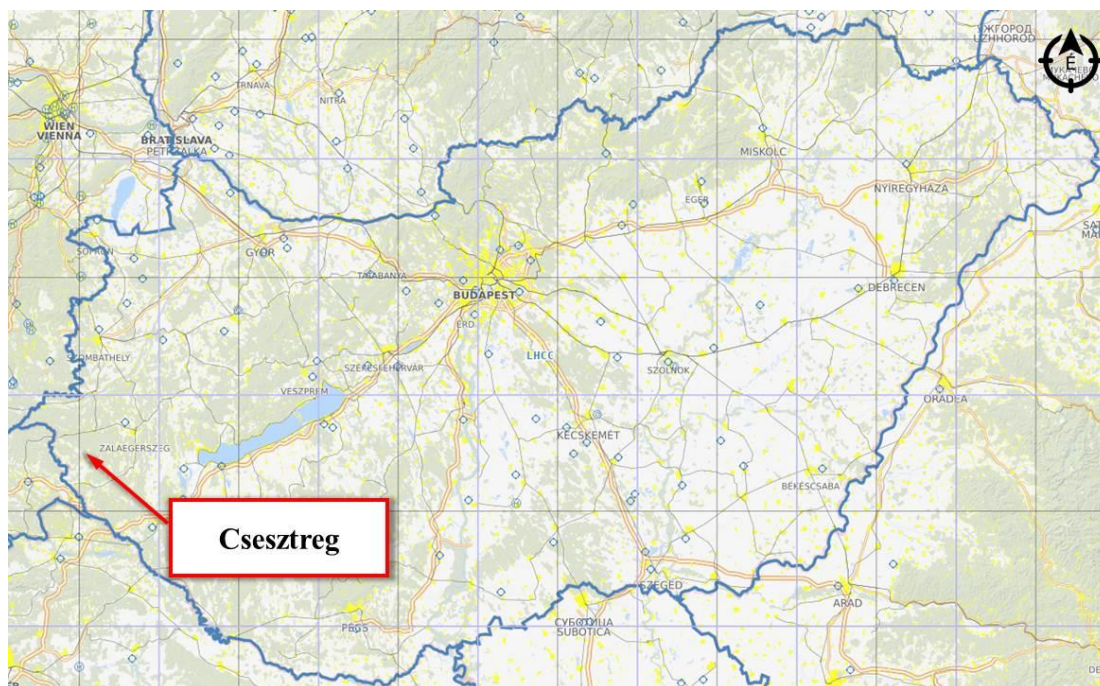 УЖГОРОД
UZHHOROD
É
TRNAVA
NITRA
WIEN
VIENNA
BRATISLAVA
PETRŽALKA
MISKOLC
NYÍREGYHÁZA
EGER
SOPRON
GYŐR
TATABÁNYA
BUDAPEST
ÉRD
DEBRECEN
LHCC
SZOMBATHELY
SZÉKESFEHÉRVÁR
SZOLNOK
VESZPRÉM
ORADEA
KECSKEMÉT
ZALAEGERSZEG
BÉKÉSCSABA
Csesztreg
SZEGED
ARAD
СУБОТИЦА
SUBOTICA
PÉCS